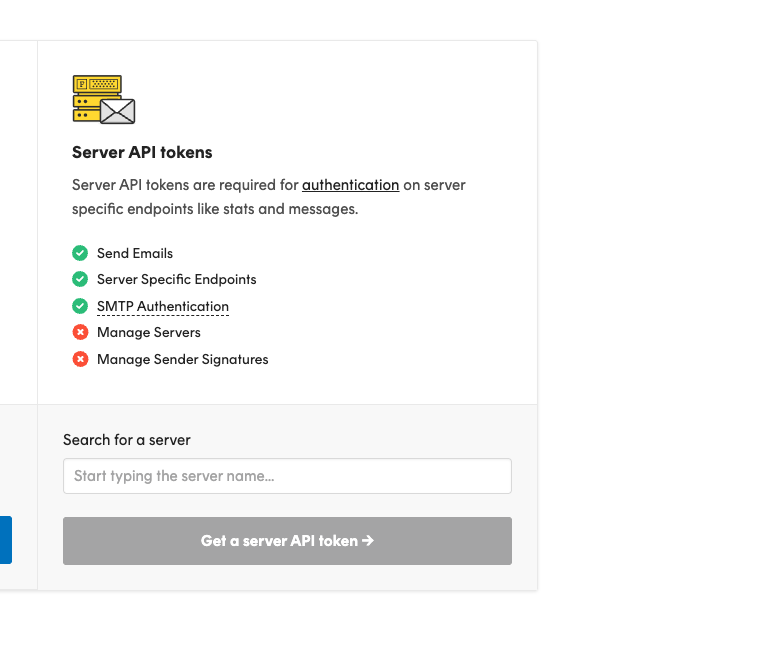 Server API tokens
Server API tokens are required for authentication on server
specific endpoints like stats and messages.
Send Emails
Server Specific Endpoints
SMTP Authentication
Manage Servers
Manage Sender Signatures
Search for a server
Start typing the server name...
Get a server API token →